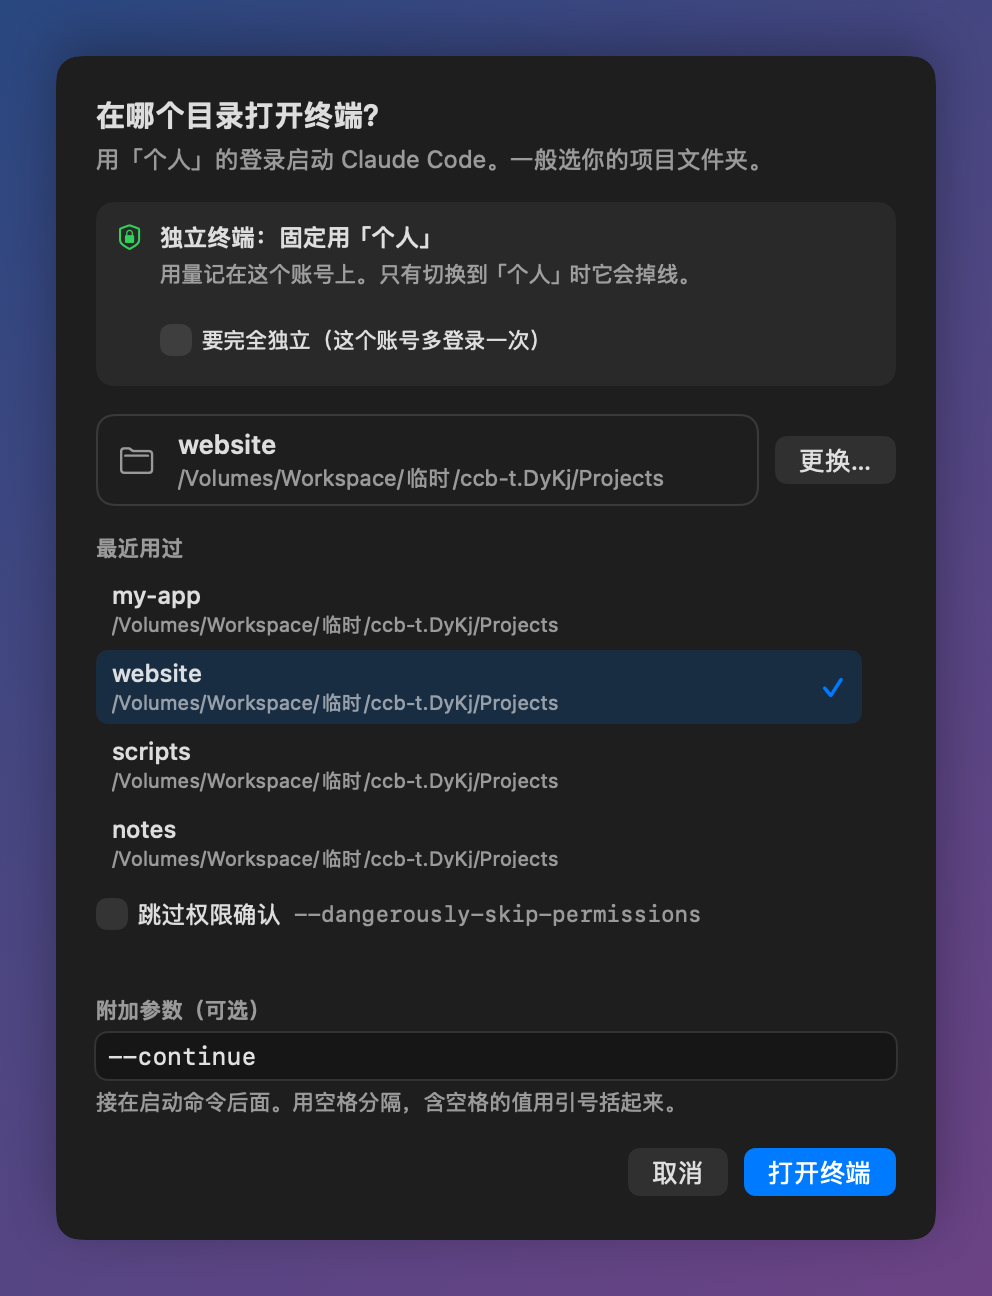 在哪个目录打开终端?
用「个人」的登录启动 Claude Code。一般选你的项目文件夹。
独立终端：固定用「个人」
用量记在这个账号上。只有切换到「个人」时它会掉线。
要完全独立（这个账号多登录一次）
website
/Volumes/Workspace/临时/ccb-t.DyKj/Projects
更换...
最近用过
my-app
/Volumes/Workspace/临时/ccb-t.DyKj/Projects
website
/Volumes/Workspace/临时/ccb-t.DyKj/Projects
scripts
/Volumes/Workspace/临时/ccb-t.DyKj/Projects
notes
/Volumes/Workspace/临时/ccb-t.DyKj/Projects
跳过权限确认 --dangerously-skip-permissions
附加参数（可选）
--continue
接在启动命令后面。用空格分隔，含空格的值用引号括起来。
取消
打开终端